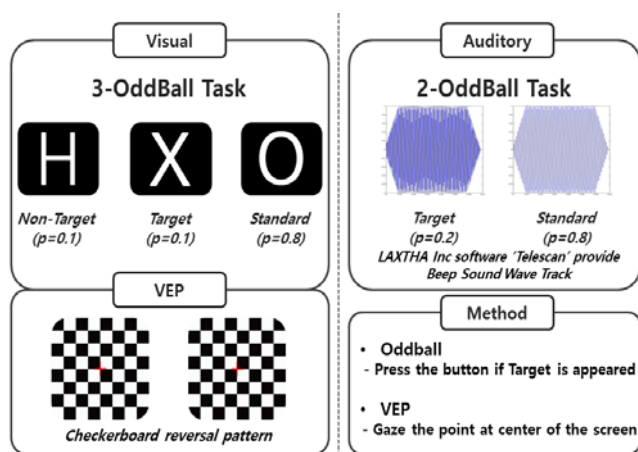 Visual
3-OddBall Task
H X O
Non-Target Target Standard
(p=0.1) (p=0.1) (p=0.8)
VEP
Checkerboard reversal pattern
Auditory
2-OddBall Task
Target Standard
(p=0.2) (p=0.8)
LAXTHA Inc software ‘Telescan’ provide
Beep Sound Wave Track
Method
• Oddball
- Press the button if Target is appeared
• VEP
- Gaze the point at center of the screen